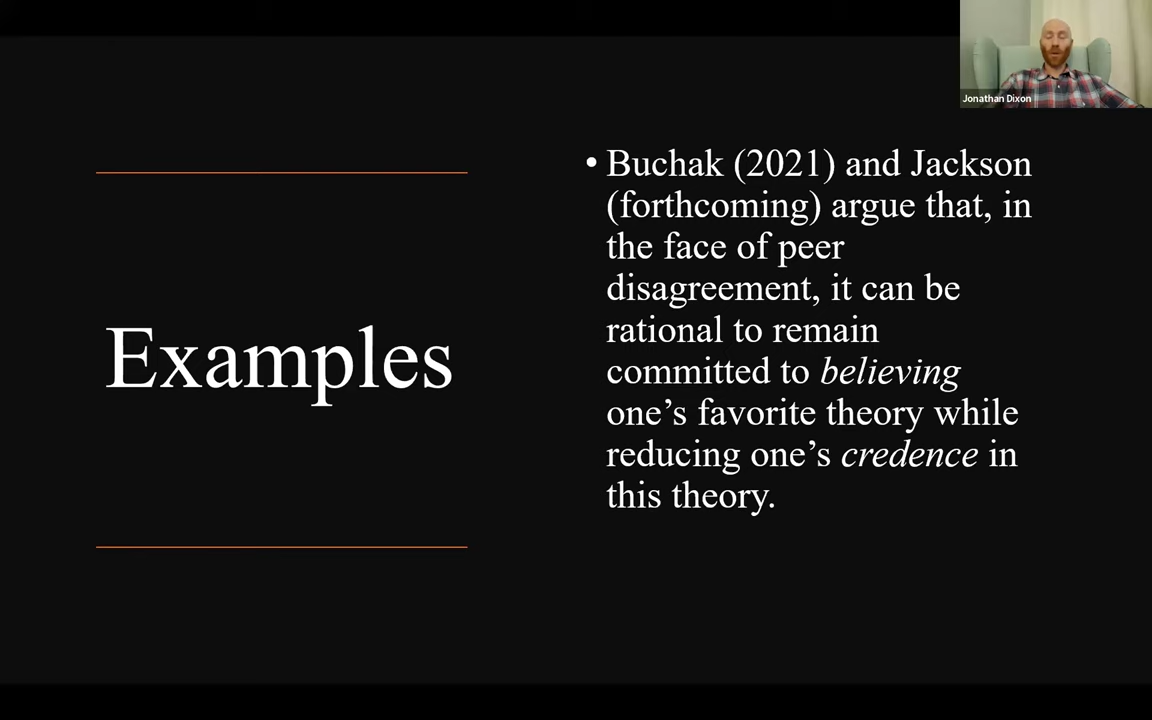 Jonathan Dixon
Examples
• Buchak (2021) and Jackson
(forthcoming) argue that, in
the face of peer
disagreement, it can be
rational to remain
committed to believing
one’s favorite theory while
reducing one’s credence in
this theory.